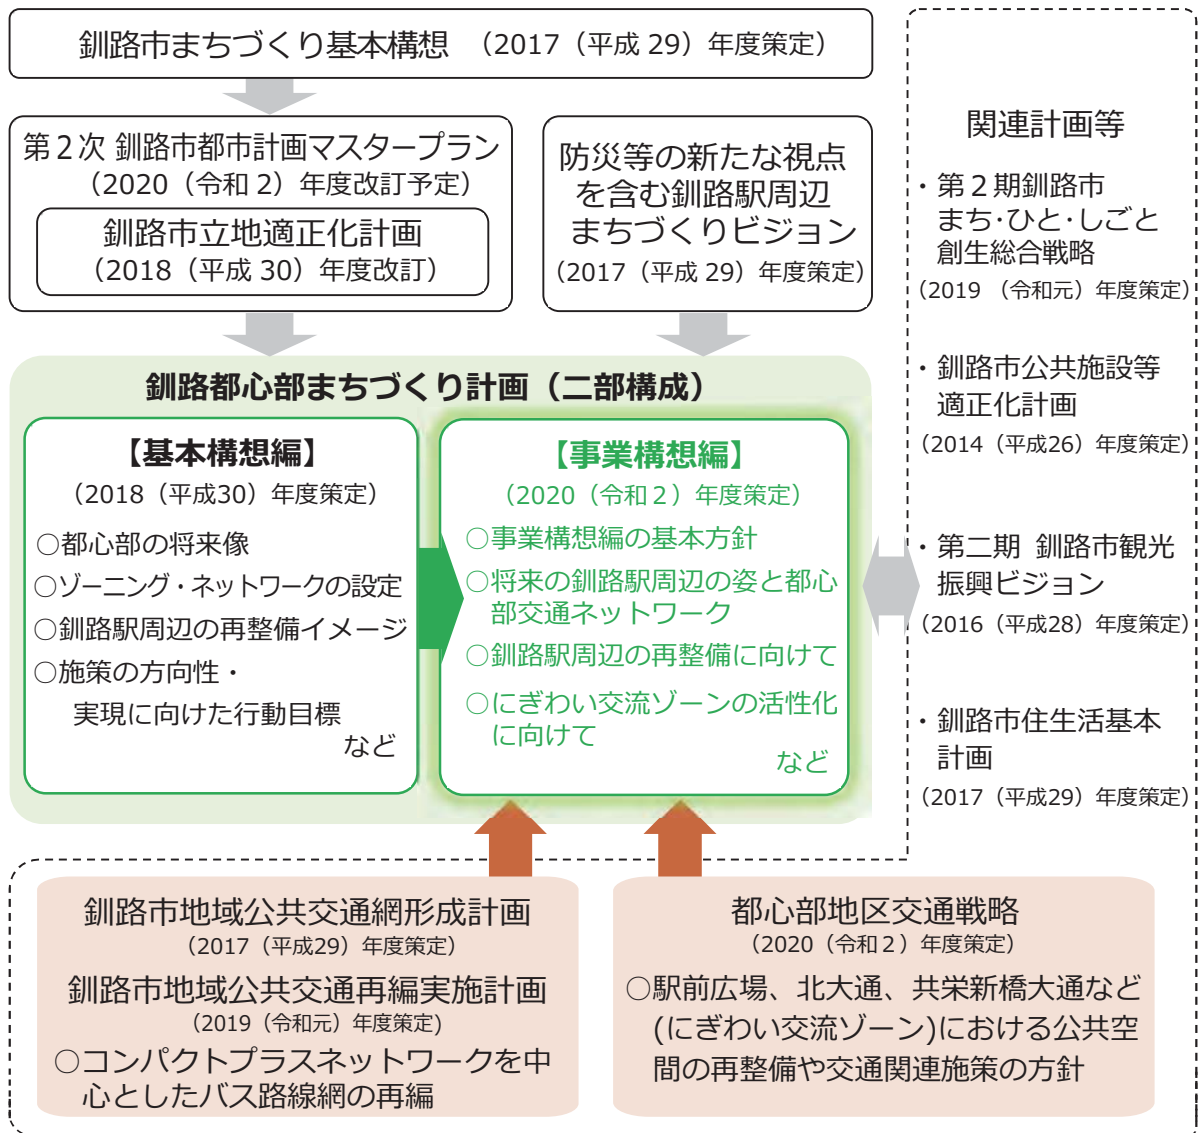 釧路市まちづくり基本構想 （2017（平成 29）年度策定）
第２次 釧路市都市計画マスタープラン
（2020（令和 2）年度改訂予定）
釧路市立地適正化計画
（2018（平成 30）年度改訂）
防災等の新たな視点
を含む釧路駅周辺
まちづくりビジョン
（2017（平成 29）年度策定）
釧路都心部まちづくり計画（二部構成）
【基本構想編】
（2018（平成30）年度策定）
○都心部の将来像
○ゾーニング・ネットワークの設定
○釧路駅周辺の再整備イメージ
○施策の方向性・
実現に向けた行動目標
など
【事業構想編】
（2020（令和２）年度策定）
○事業構想編の基本方針
○将来の釧路駅周辺の姿と都心
部交通ネットワーク
○釧路駅周辺の再整備に向けて
○にぎわい交流ゾーンの活性化
に向けて
など
関連計画等
・第２期釧路市
まち・ひと・しごと
創生総合戦略
（2019 （令和元）年度策定）
・釧路市公共施設等
適正化計画
（2014（平成26）年度策定）
・第二期 釧路市観光
振興ビジョン
（2016（平成28）年度策定）
・釧路市住生活基本
計画
（2017（平成29）年度策定）
釧路市地域公共交通網形成計画
（2017（平成29）年度策定）
釧路市地域公共交通再編実施計画
（2019（令和元）年度策定)
○コンパクトプラスネットワークを中
心としたバス路線網の再編
都心部地区交通戦略
（2020（令和２）年度策定）
○駅前広場、北大通、共栄新橋大通など
(にぎわい交流ゾーン)における公共空
間の再整備や交通関連施策の方針